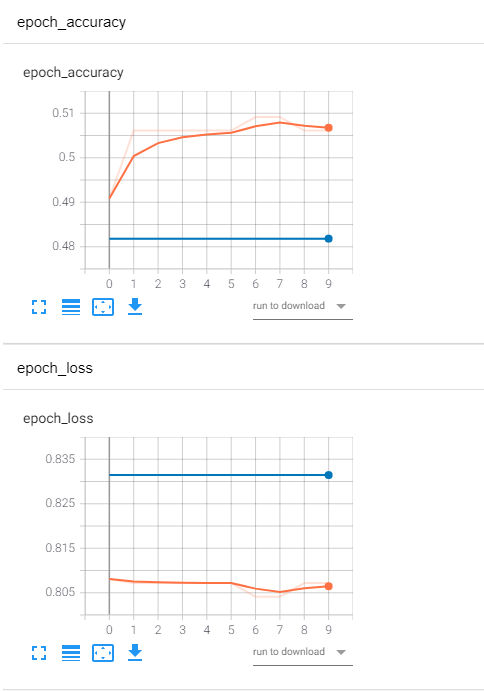 epoch_accuracy
epoch_accuracy
0.51
0.5
0.49
0.48
0 1 2 3 4 5 6 7 8 9
run to download
epoch_loss
epoch_loss
0.835
0.825
0.815
0.805
0 1 2 3 4 5 6 7 8 9
run to download